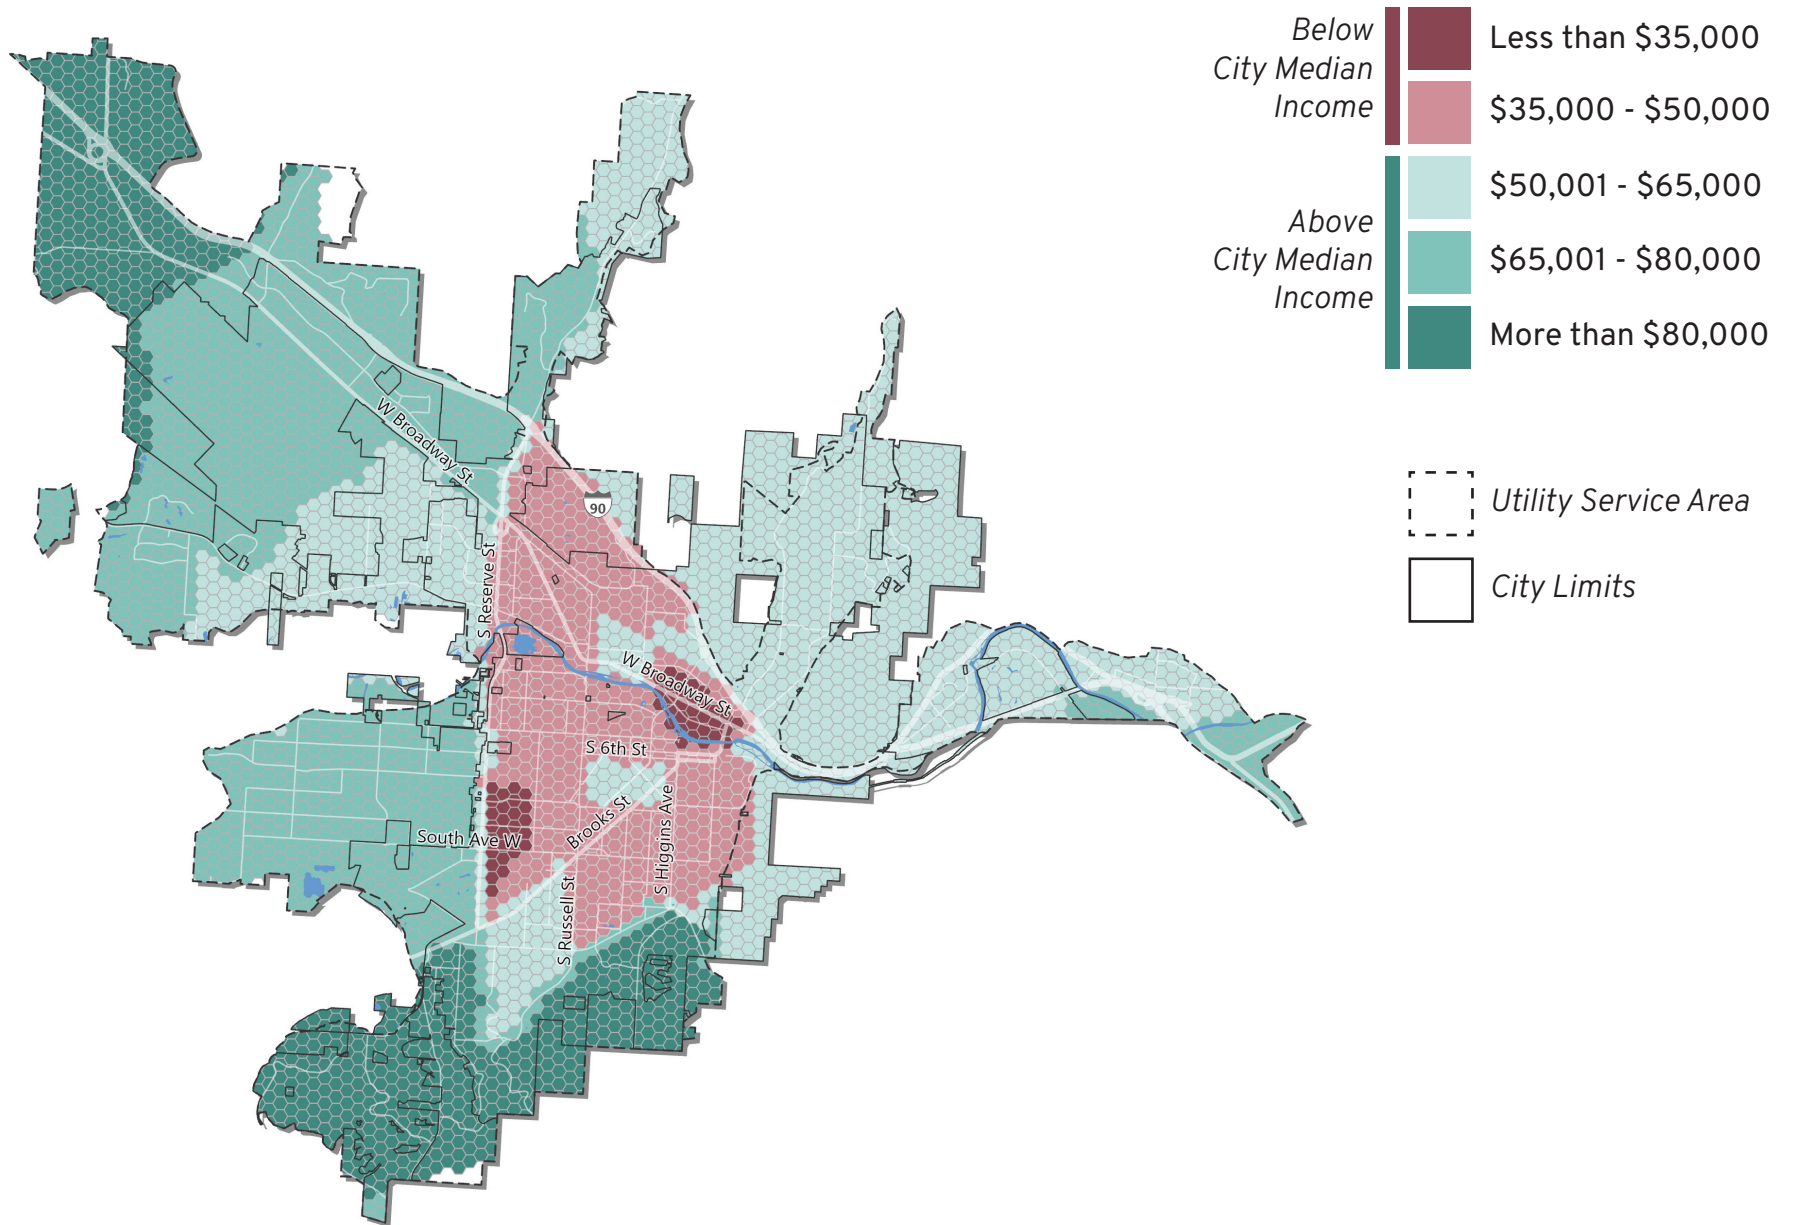 Below
City Median
Income
Less than $35,000
$35,000 - $50,000
Above
City Median
Income
$50,001 - $65,000
$65,001 - $80,000
More than $80,000
Utility Service Area
City Limits
W Broadway St
90
S Reserve St
W Broadway St
S 6th St
Brooks St
S Higgins Ave
South Ave W
S Russell St